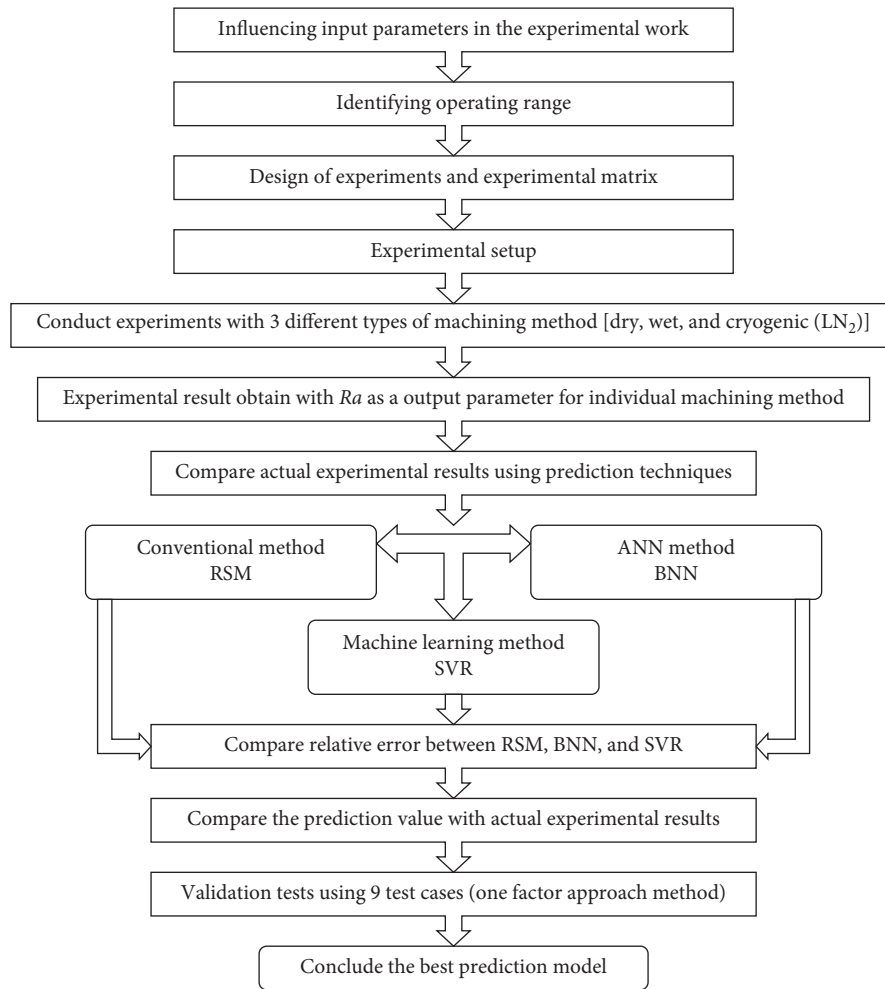 Influencing input parameters in the experimental work
Identifying operating range
Design of experiments and experimental matrix
Experimental setup
Conduct experiments with 3 different types of machining method [dry, wet, and cryogenic (LN₂)]
Experimental result obtain with Ra as a output parameter for individual machining method
Compare actual experimental results using prediction techniques
Conventional method
RSM
ANN method
BNN
Machine learning method
SVR
Compare relative error between RSM, BNN, and SVR
Compare the prediction value with actual experimental results
Validation tests using 9 test cases (one factor approach method)
Conclude the best prediction model